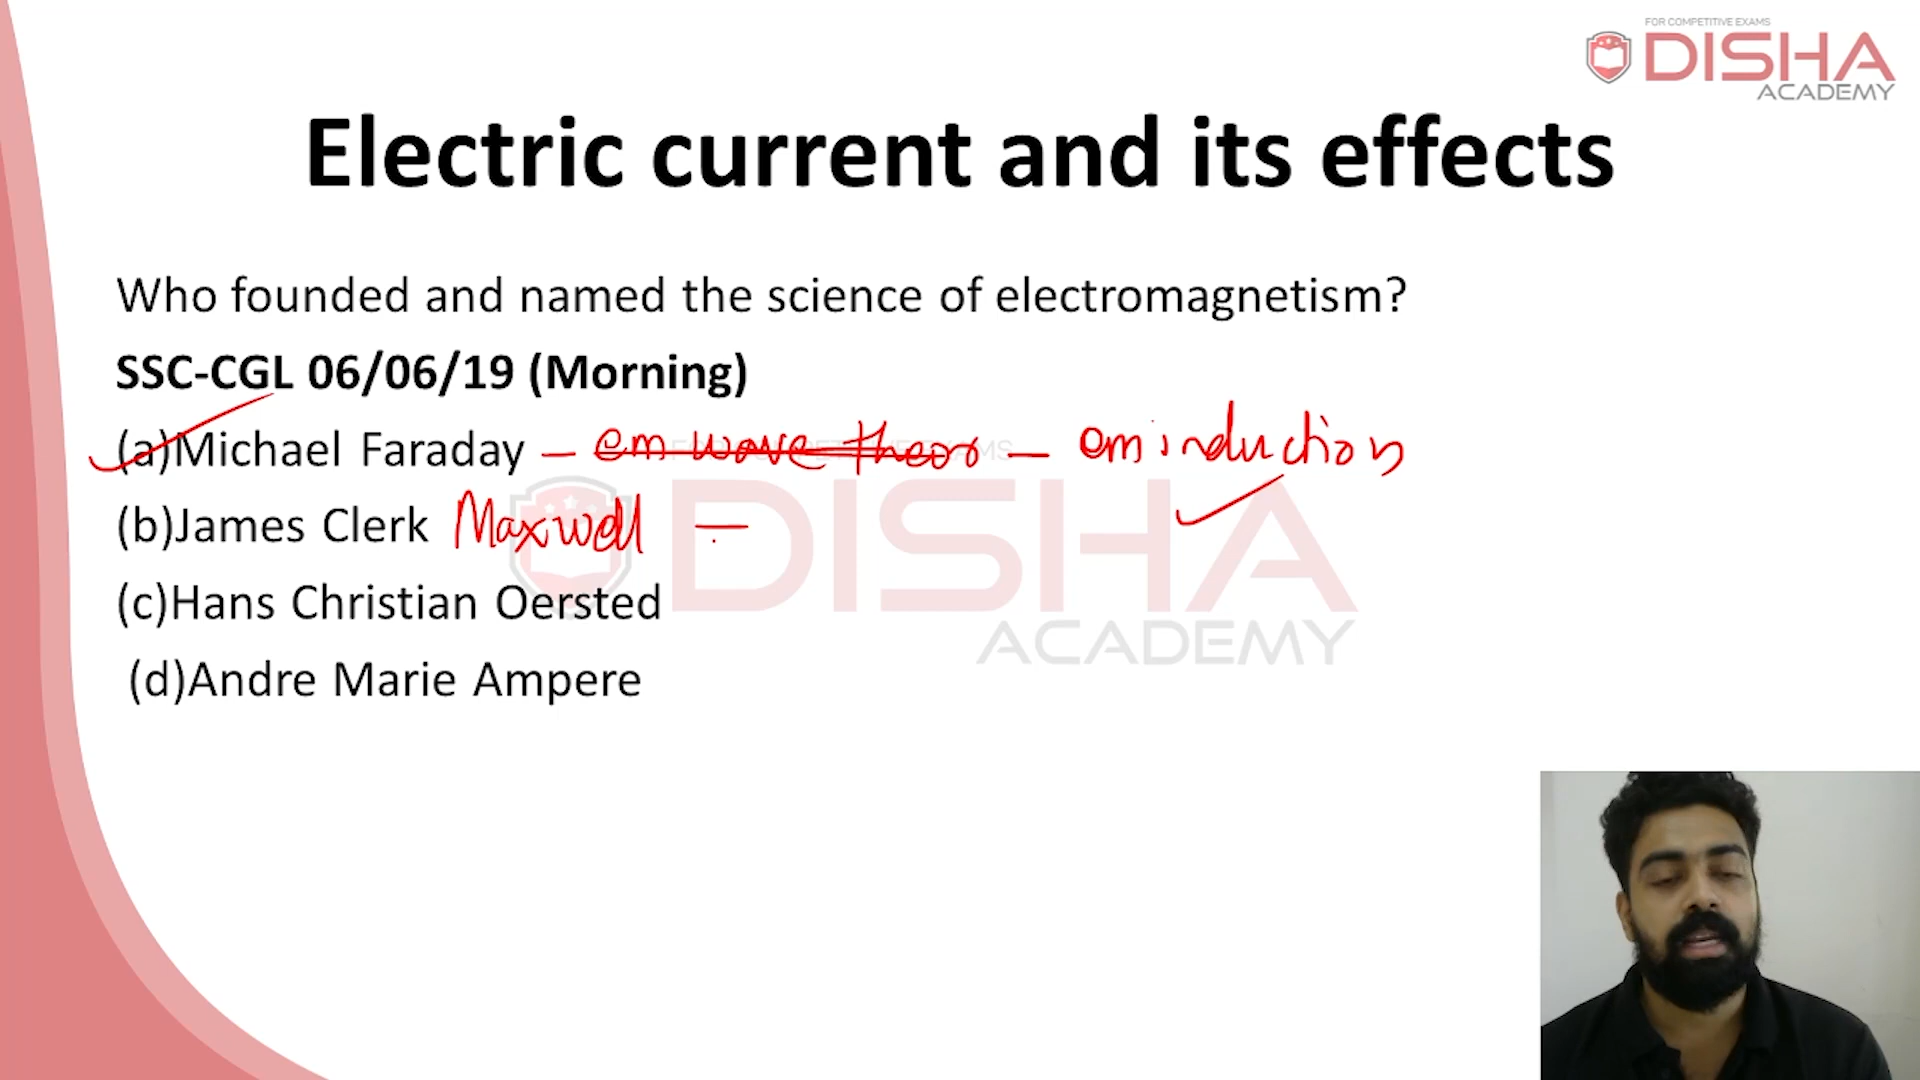 FOR COMPETITIVE EXAMS
DISHA
ACADEMY
Electric current and its effects
Who founded and named the science of electromagnetism?
SSC-CGL 06/06/19 (Morning)
(a)Michael Faraday – em wave theor – em induction
(b)James Clerk Maxwell –
(c)Hans Christian Oersted
(d)Andre Marie Ampere
DISHA
ACADEMY